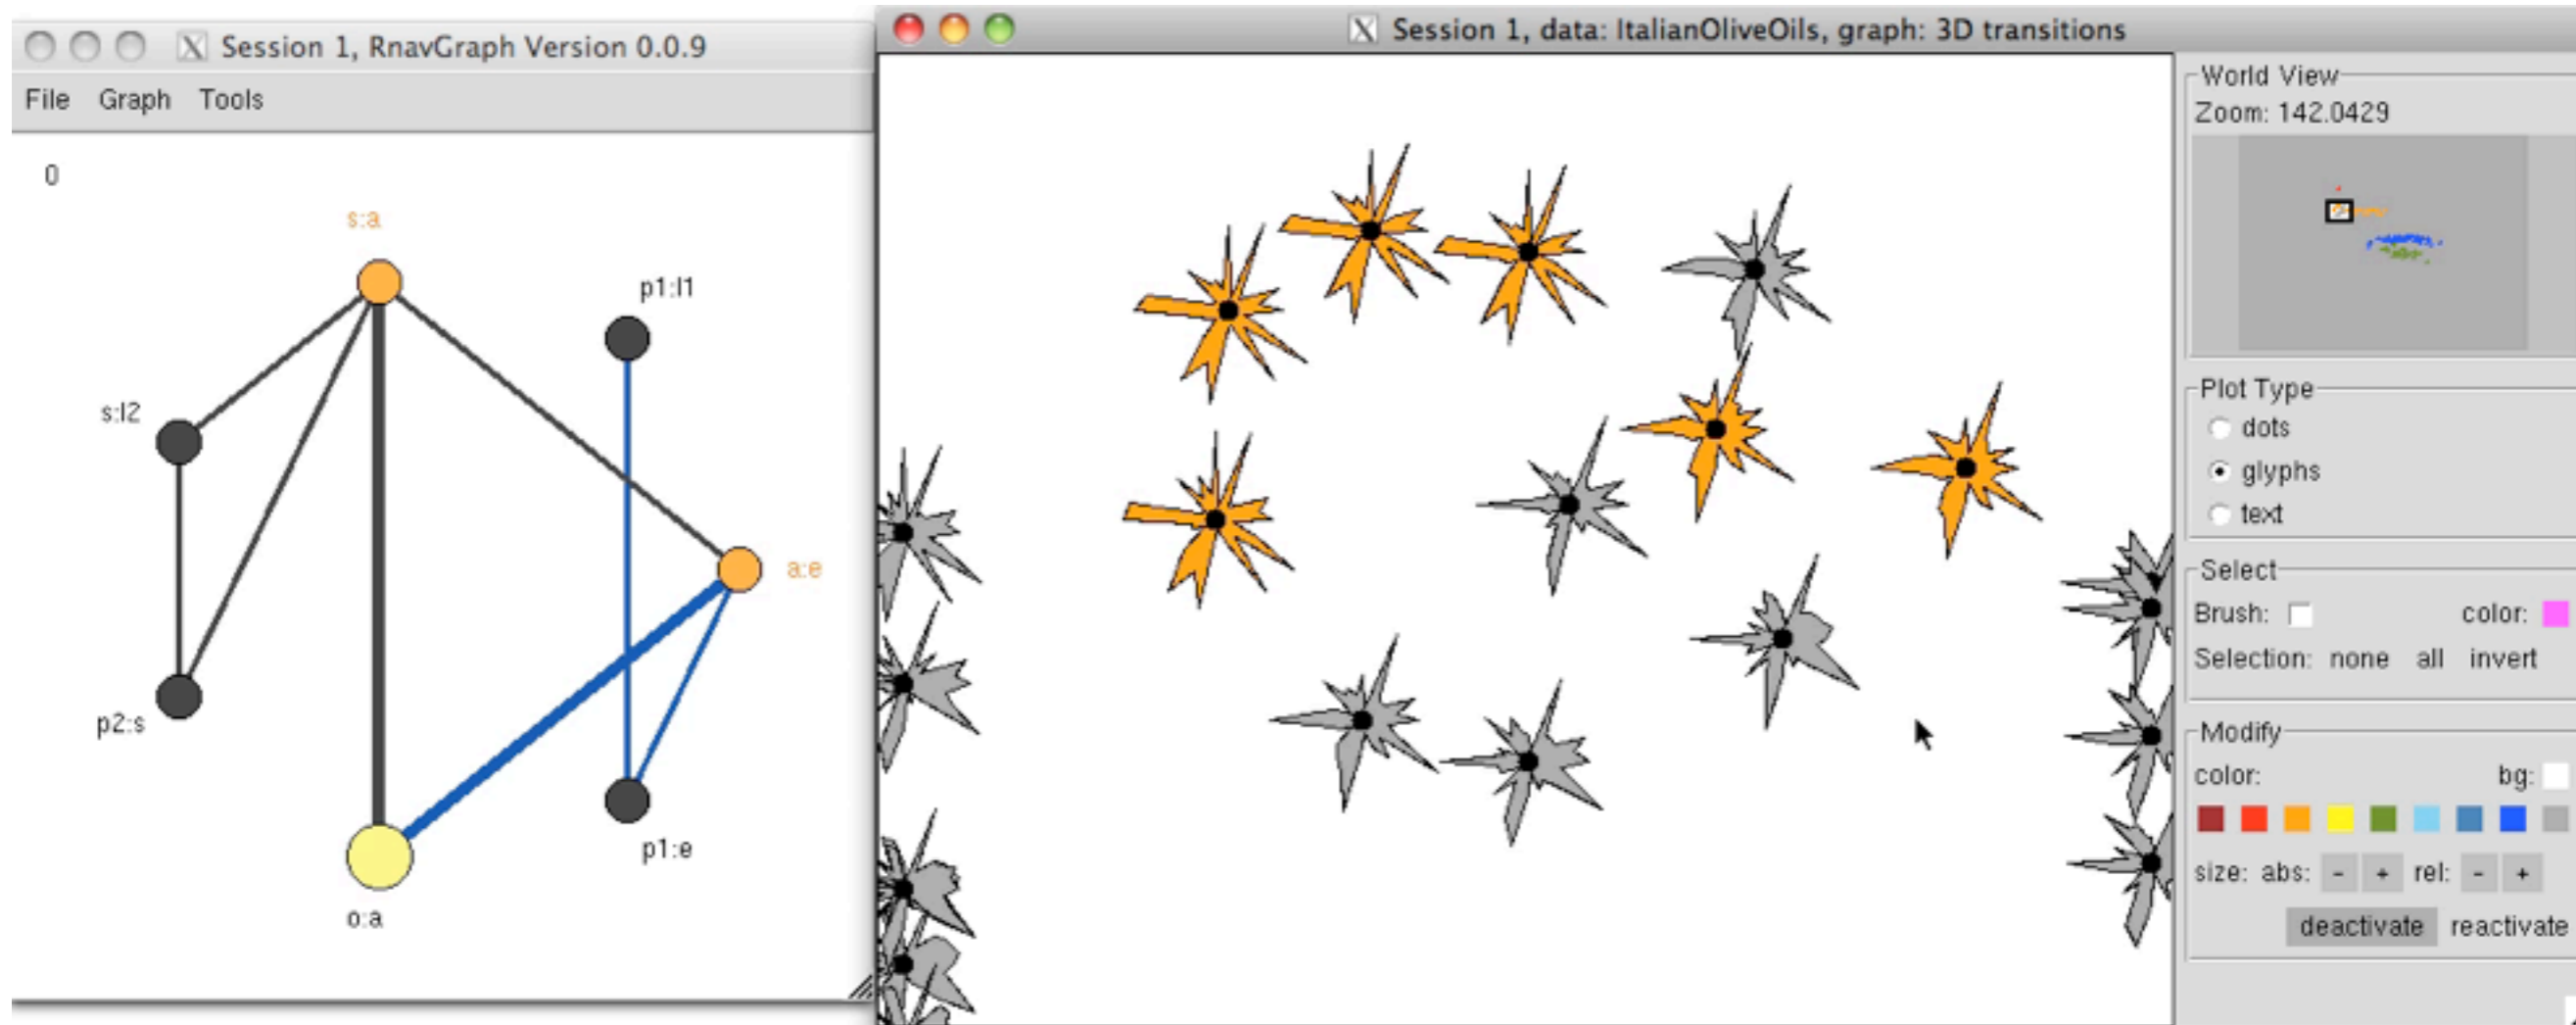 Session 1, RnavGraph Version 0.0.9
File Graph Tools
0
s:a
p1:l1
s:l2
a:e
p2:s
p1:e
o:a
Session 1, data: ItalianOliveOils, graph: 3D transitions
World View
Zoom: 142.0429
Plot Type
dots
glyphs
text
Select
Brush: color:
Selection: none all invert
Modify
color: bg:
size: abs: - + rel: - +
deactivate reactivate